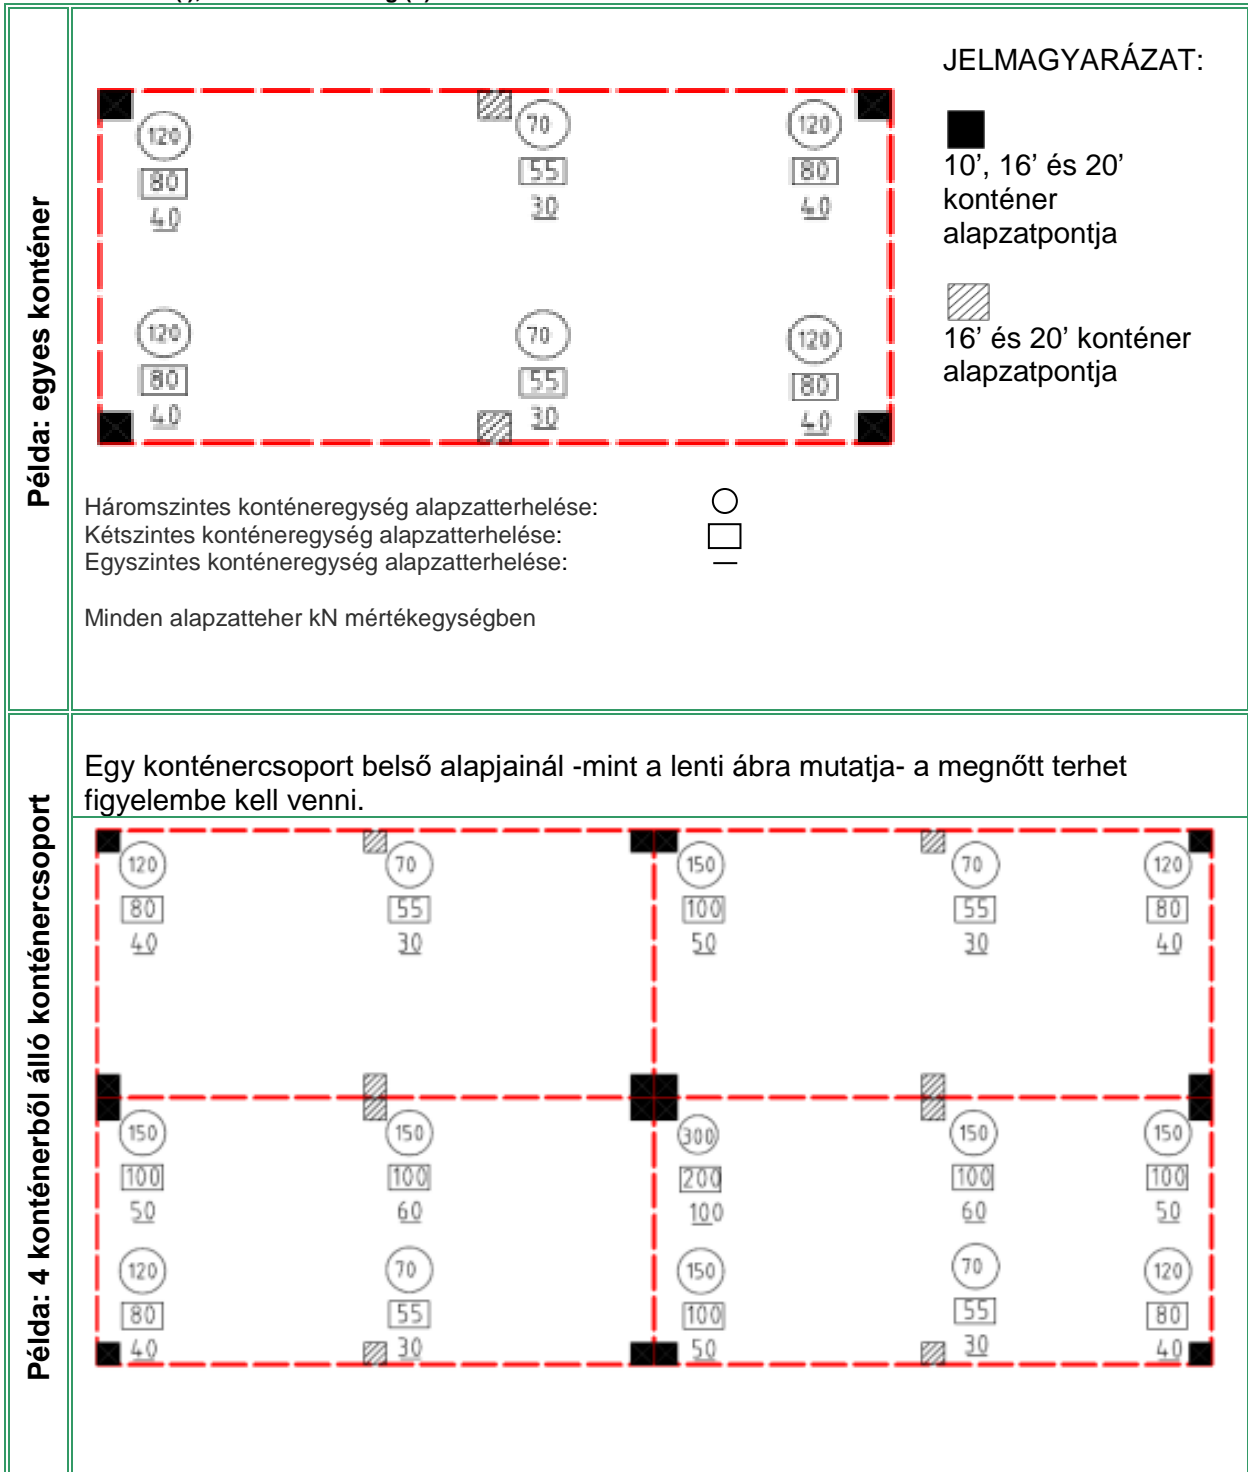 Példa: egyes konténer
JELMAGYARÁZAT:
10', 16' és 20'
konténer
alapzatpontja
16' és 20' konténer
alapzatpontja
120 70 120
80 55 80
40 30 40
120 70 120
80 55 80
40 30 40
Háromszintes konténeregység alapzatterhelése:
Kétszintes konténeregység alapzatterhelése:
Egyszintes konténeregység alapzatterhelése:
Minden alapzatteher kN mértékegységben
Példa: 4 konténerből álló konténercsoport
Egy konténercsoport belső alapjainál -mint a lenti ábra mutatja- a megnőtt terhet
figyelembe kell venni.
120 70 150 70 120
80 55 100 55 80
40 30 50 30 40
150 150 300 150 150
100 100 200 100 100
50 60 100 60 50
120 70 150 70 120
80 55 100 55 80
40 30 50 30 40